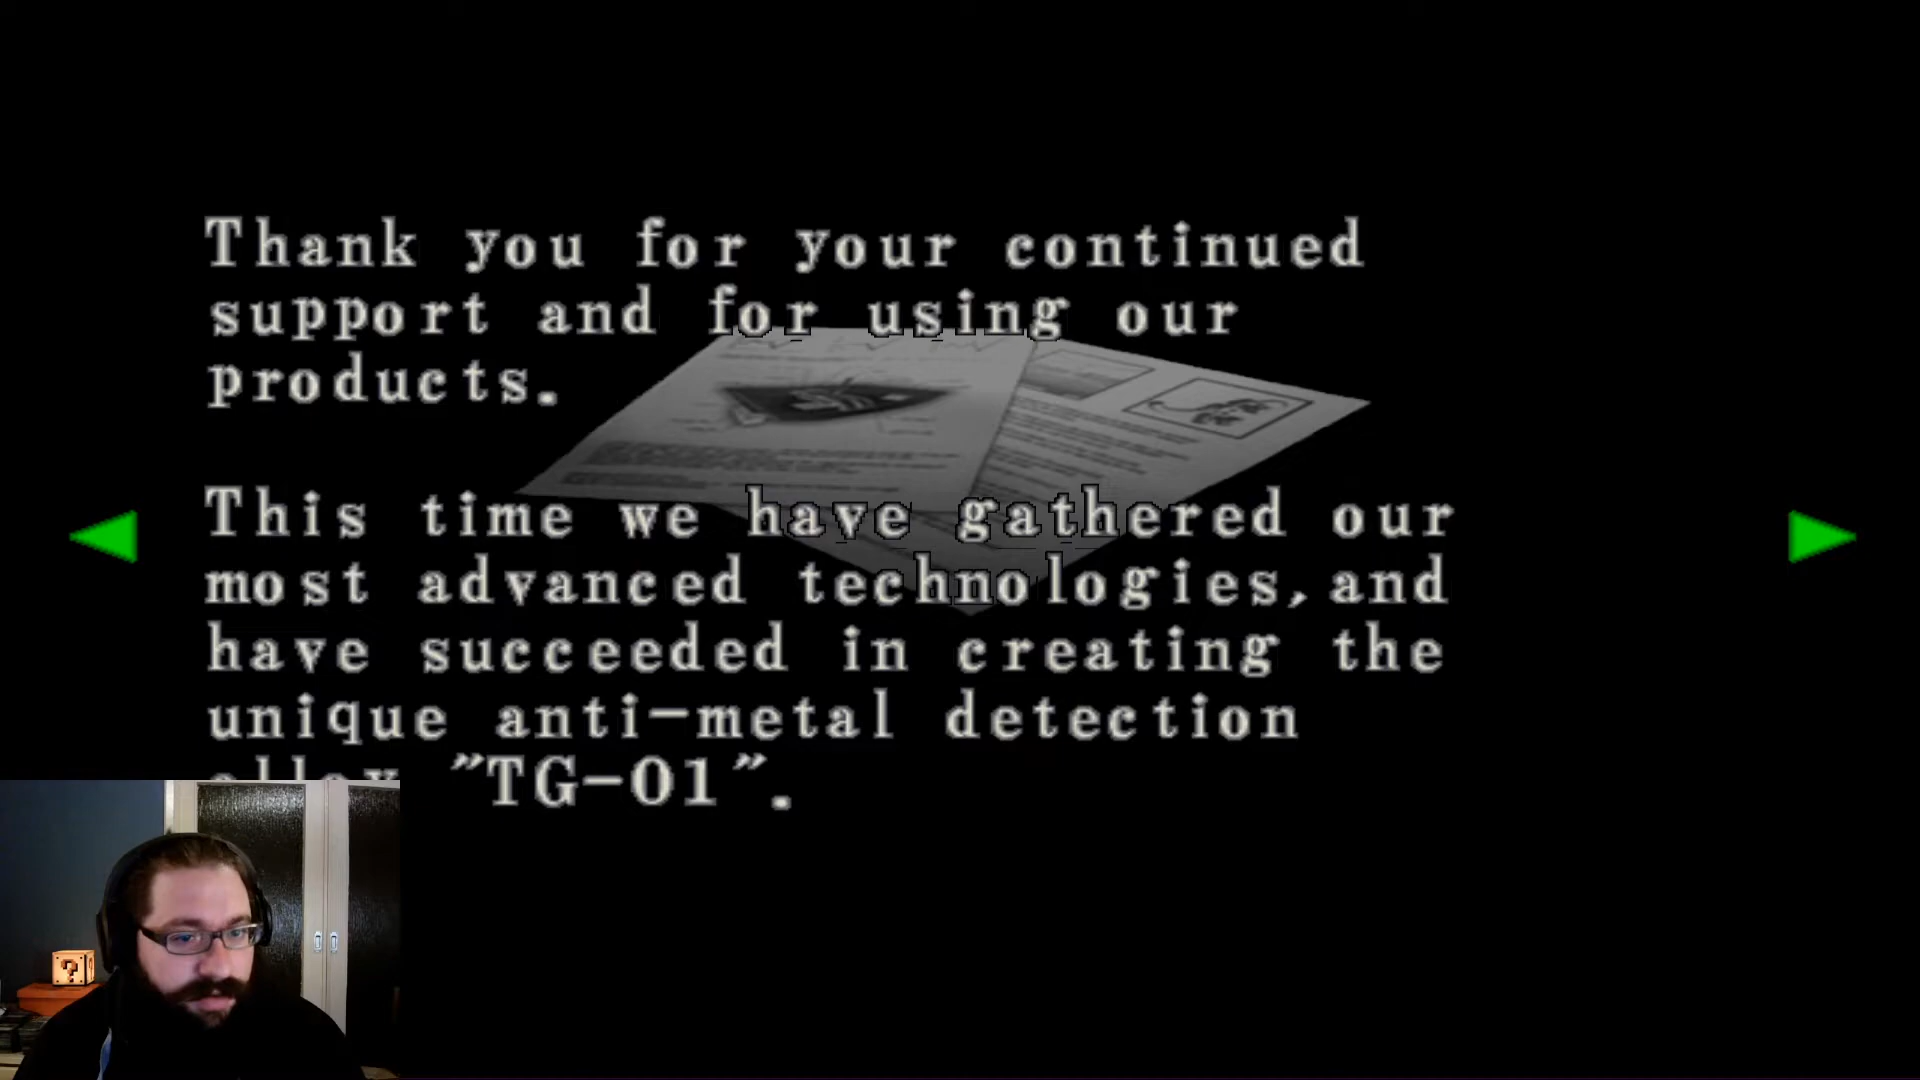 Thank you for your continued
support and for using our
products.
This time we have gathered our
most advanced technologies,and
have succeeded in creating the
unique anti-metal detection
alloy "TG-01".
?